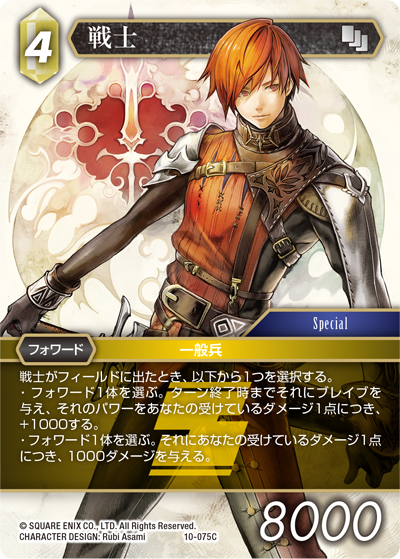 4
戦士
Special
フォワード
一般兵
戦士がフィールドに出たとき、以下から1つを選択する。
・フォワード1体を選ぶ。ターン終了時までそれにブレイブを
与え、それのパワーをあなたの受けているダメージ1点につき、
+1000する。
・フォワード1体を選ぶ。それにあなたの受けているダメージ1点
につき、1000ダメージを与える。
© SQUARE ENIX CO., LTD. All Rights Reserved.
CHARACTER DESIGN: Rubi Asami 10-075C
8000